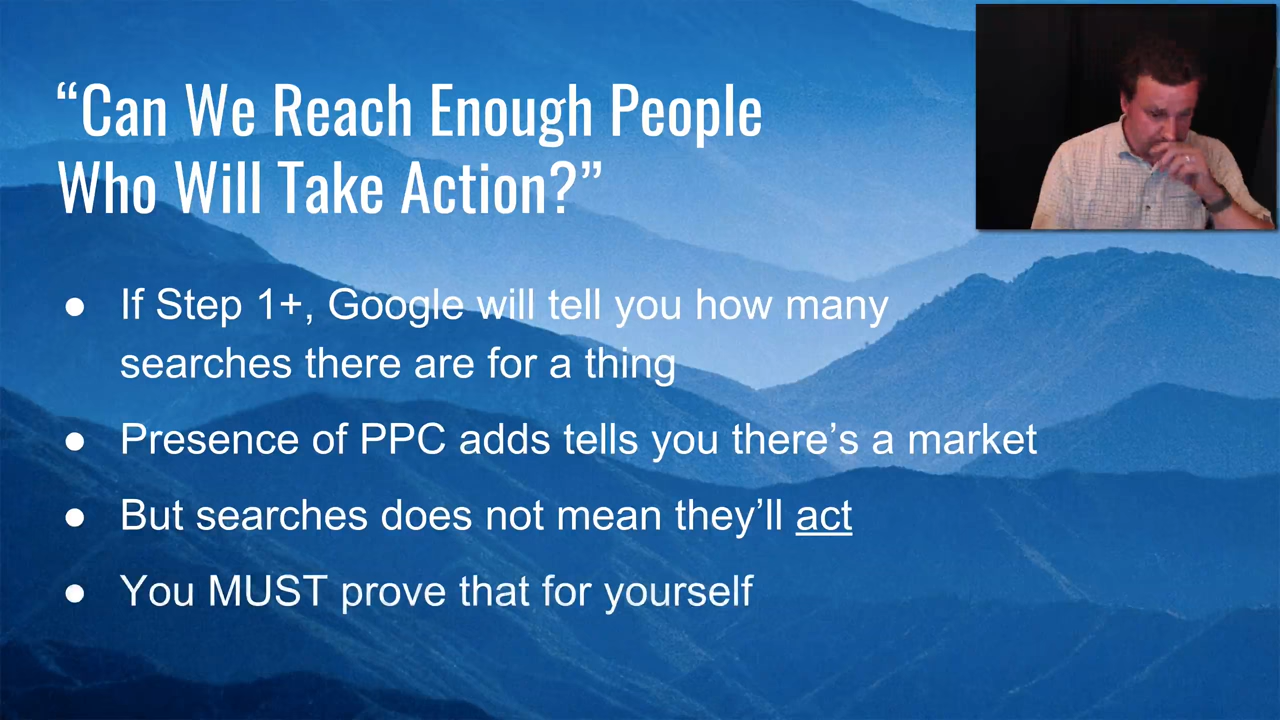 “Can We Reach Enough People
Who Will Take Action?”
● If Step 1+, Google will tell you how many
searches there are for a thing
● Presence of PPC adds tells you there’s a market
● But searches does not mean they’ll act
● You MUST prove that for yourself